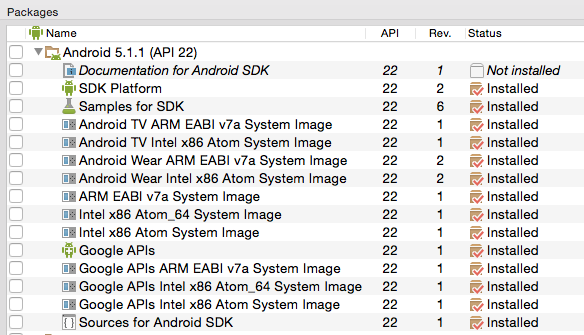 Packages
Name API Rev. Status
Android 5.1.1 (API 22)
Documentation for Android SDK 22 1 Not installed
SDK Platform 22 2 Installed
Samples for SDK 22 6 Installed
Android TV ARM EABI v7a System Image 22 1 Installed
Android TV Intel x86 Atom System Image 22 1 Installed
Android Wear ARM EABI v7a System Image 22 2 Installed
Android Wear Intel x86 Atom System Image 22 2 Installed
ARM EABI v7a System Image 22 1 Installed
Intel x86 Atom_64 System Image 22 1 Installed
Intel x86 Atom System Image 22 1 Installed
Google APIs 22 1 Installed
Google APIs ARM EABI v7a System Image 22 1 Installed
Google APIs Intel x86 Atom_64 System Image 22 1 Installed
Google APIs Intel x86 Atom System Image 22 1 Installed
Sources for Android SDK 22 1 Installed